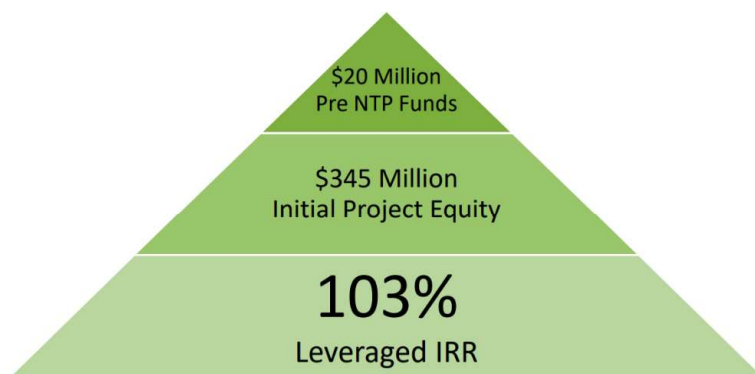 $20 Million
Pre NTP Funds
$345 Million
Initial Project Equity
103%
Leveraged IRR